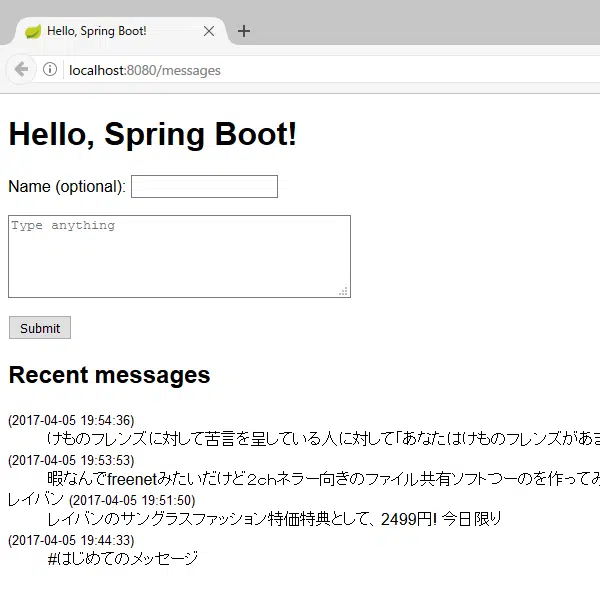 Hello, Spring Boot!
localhost:8080/messages
Hello, Spring Boot!
Name (optional):
Type anything
Submit
Recent messages
(2017-04-05 19:54:36)
けものフレンズに対して苦言を呈している人に対して「あなたはけものフレンズがあま
(2017-04-05 19:53:53)
暇なんでfreenetみたいだけど2chネラー向きのファイル共有ソフトつーのを作ってみ
レイバン (2017-04-05 19:51:50)
レイバンのサングラスファッション特価特典として、2499円! 今日限り
(2017-04-05 19:44:33)
#はじめてのメッセージ